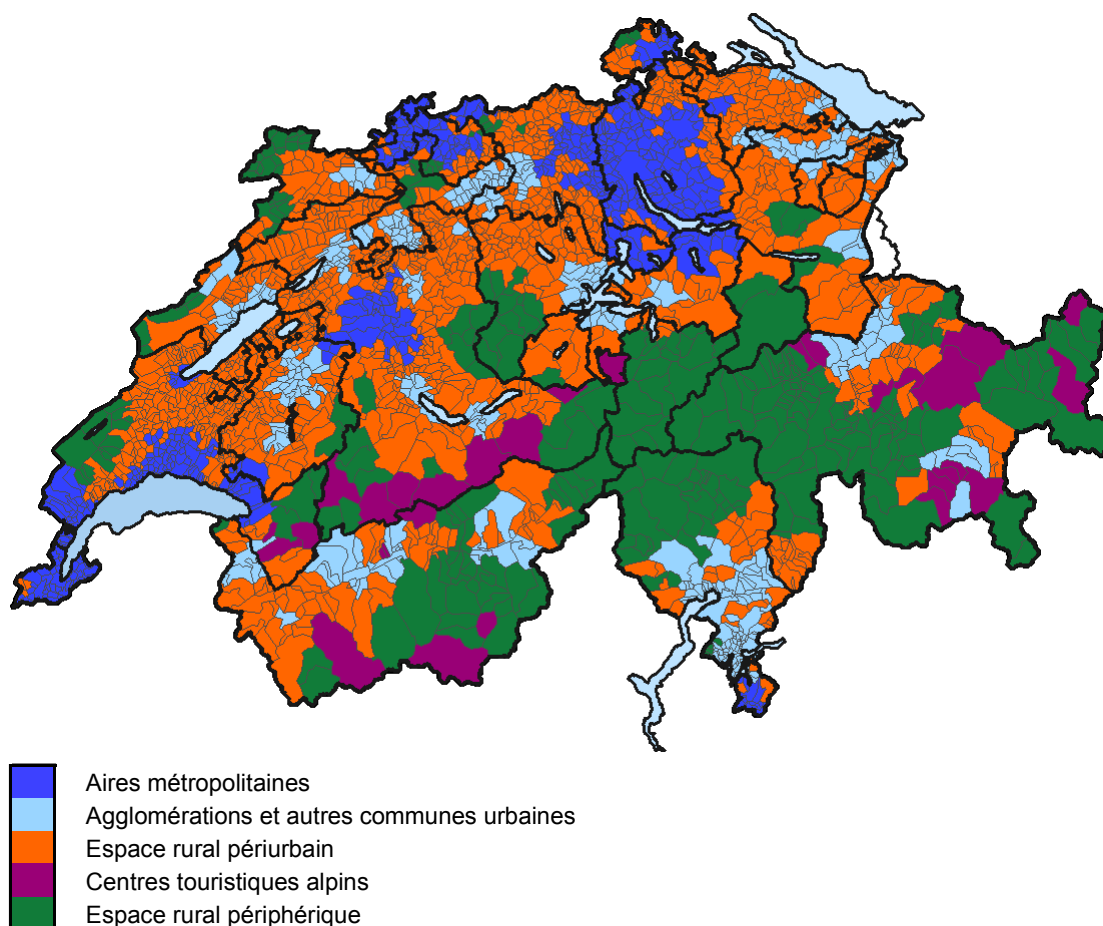 Aires métropolitaines
Agglomérations et autres communes urbaines
Espace rural périurbain
Centres touristiques alpins
Espace rural périphérique